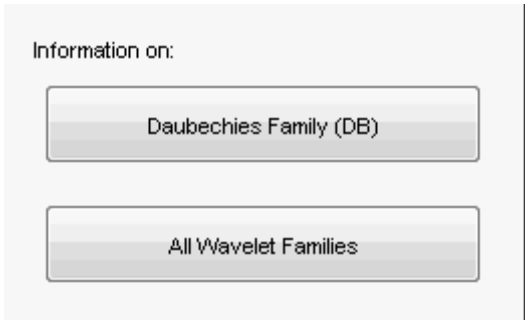 Information on:
Daubechies Family (DB)
All Wavelet Families